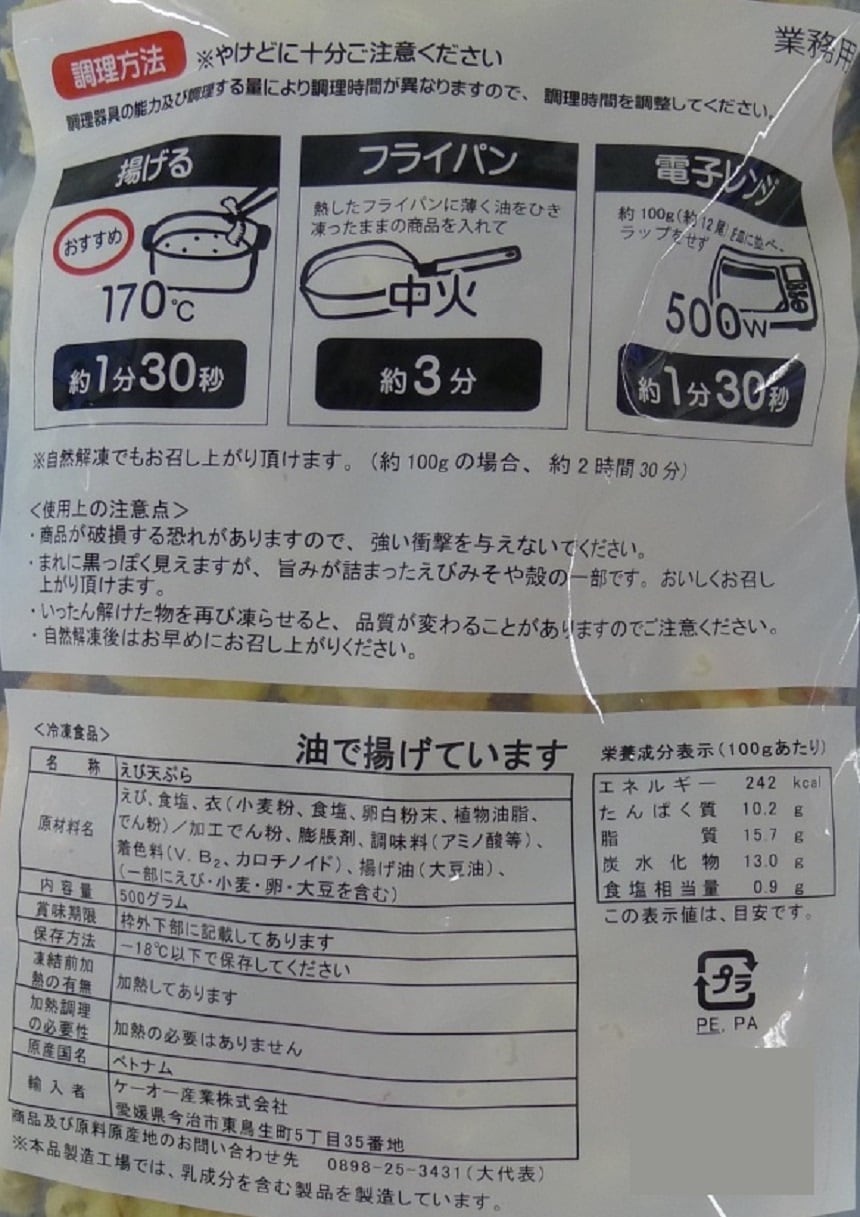 業務用
調理方法 ※やけどに十分ご注意ください
調理器具の能力及び調理する量により調理時間が異なりますので、調理時間を調整してください。
揚げる
おすすめ
170℃
約1分30秒
フライパン
熱したフライパンに薄く油をひき
凍ったままの商品を入れて
中火
約3分
電子レンジ
約100g(約12尾)を皿に並べ、
ラップをせず
500W
約1分30秒
※自然解凍でもお召し上がり頂けます。(約100gの場合、約2時間30分)
<使用上の注意点>
・商品が破損する恐れがありますので、強い衝撃を与えないでください。
・まれに黒っぽく見えますが、旨みが詰まったえびみそや殻の一部です。おいしくお召し
上がり頂けます。
・いったん解けた物を再び凍らせると、品質が変わることがありますのでご注意ください。
・自然解凍後はお早めにお召し上がりください。
<冷凍食品>
油で揚げています
名称 えび天ぷら
原材料名 えび、食塩、衣(小麦粉、食塩、卵白粉末、植物油脂、
でん粉)/加工でん粉、膨脹剤、調味料(アミノ酸等)、
着色料(V.B₂、カロチノイド)、揚げ油(大豆油)、
(一部にえび・小麦・卵・大豆を含む)
内容量 500グラム
賞味期限 枠外下部に記載してあります
保存方法 −18℃以下で保存してください
凍結前加
熱の有無 加熱してあります
加熱調理
の必要性 加熱の必要はありません
原産国名 ベトナム
輸入者 ケーオー産業株式会社
愛媛県今治市東鳥生町5丁目35番地
商品及び原料原産地のお問い合わせ先 0898-25-3431(大代表)
※本品製造工場では、乳成分を含む製品を製造しています。
栄養成分表示(100gあたり)
エネルギー 242 kcal
たんぱく質 10.2 g
脂質 15.7 g
炭水化物 13.0 g
食塩相当量 0.9 g
この表示値は、目安です。
プラ
PE, PA